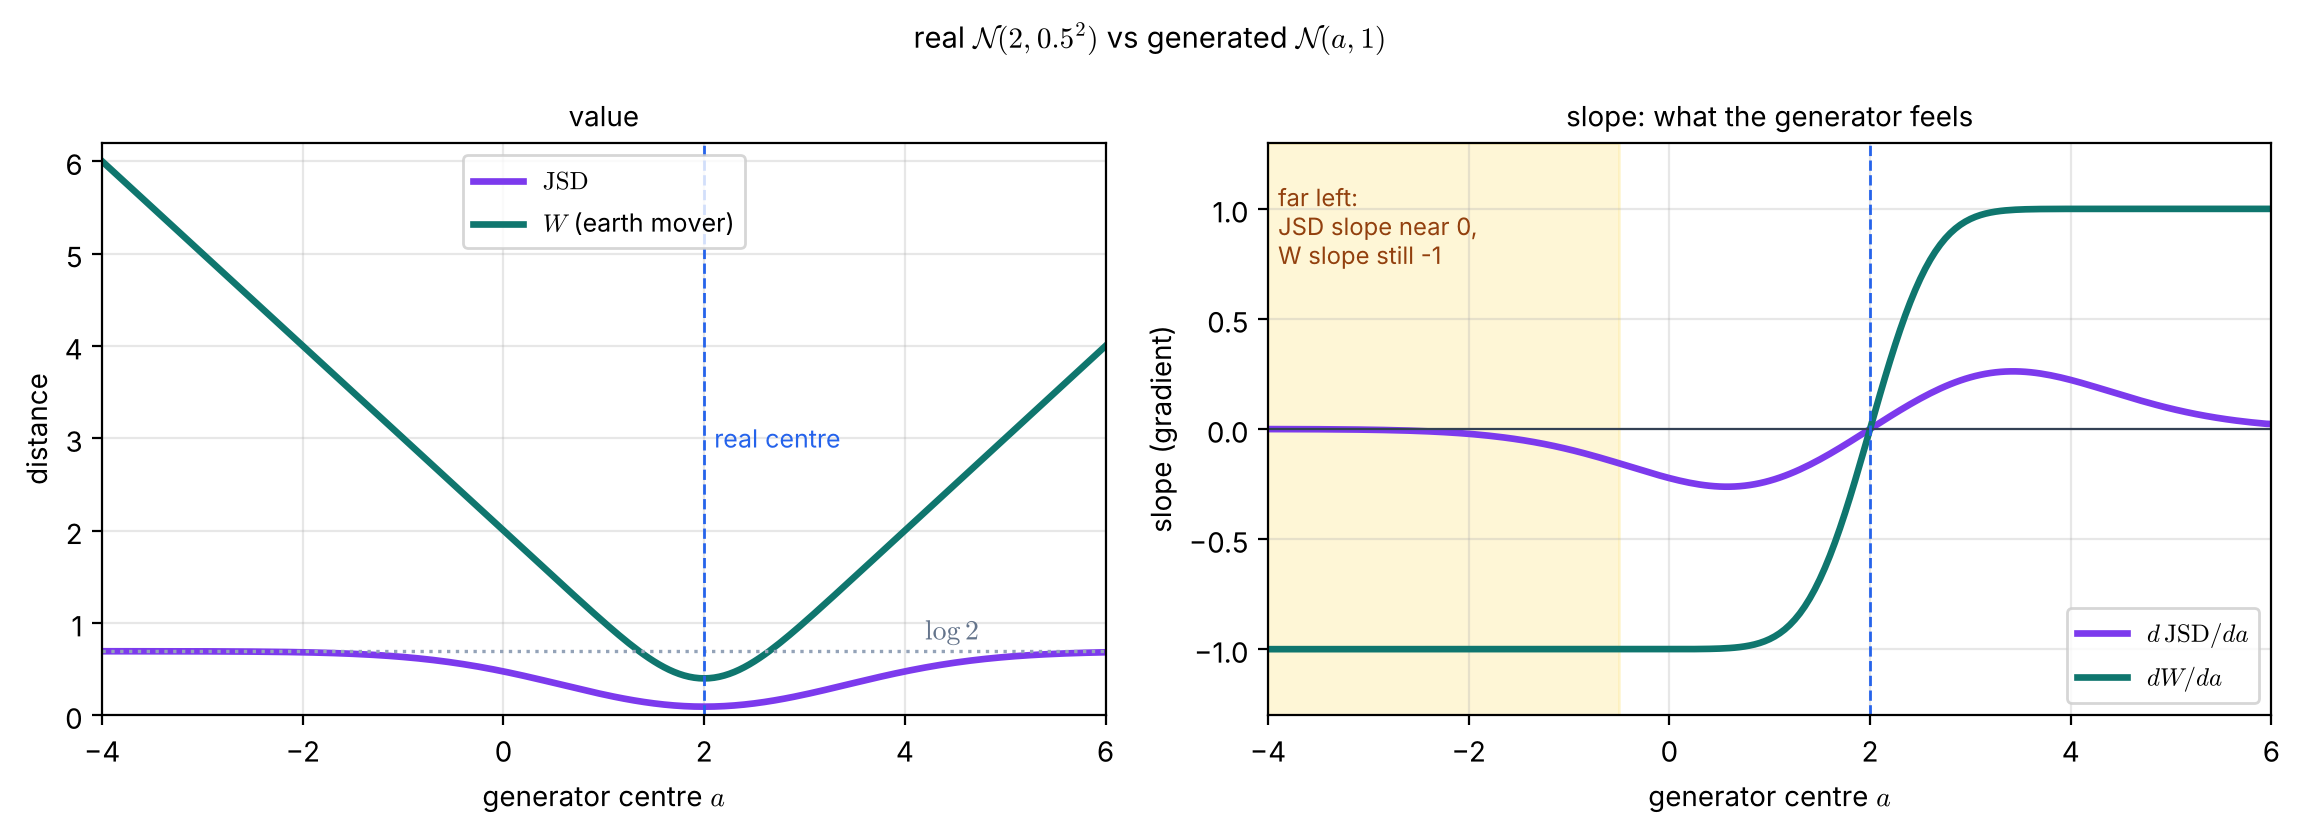 real 𝒩(2, 0.5²) vs generated 𝒩(a, 1)
value
6
5
4
3
2
1
0
distance
JSD
W (earth mover)
real centre
log 2
−4
−2
0
2
4
6
generator centre a
slope: what the generator feels
1.0
0.5
0.0
−0.5
−1.0
slope (gradient)
far left:
JSD slope near 0,
W slope still -1
d JSD/da
dW/da
−4
−2
0
2
4
6
generator centre a